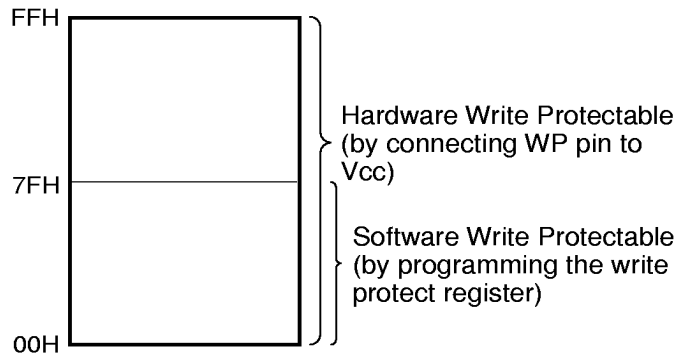 FFH
Hardware Write Protectable
(by connecting WP pin to
Vcc)
7FH
Software Write Protectable
(by programming the write
protect register)
00H